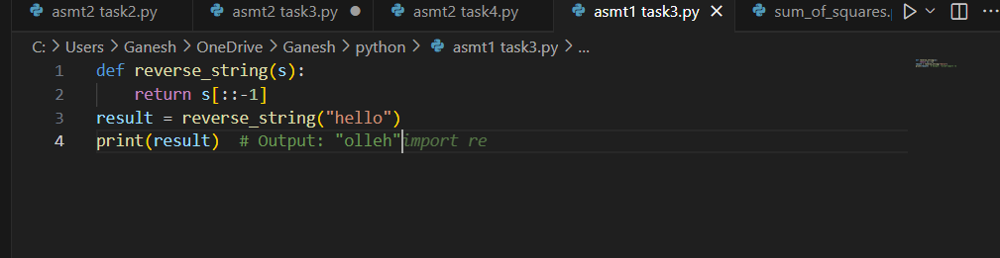 asmt2 task2.py asmt2 task3.py asmt2 task4.py asmt1 task3.py sum_of_squares.
C: > Users > Ganesh > OneDrive > Ganesh > python > asmt1 task3.py > ...
1 def reverse_string(s):
2     return s[::-1]
3 result = reverse_string("hello")
4 print(result)  # Output: "olleh"import re